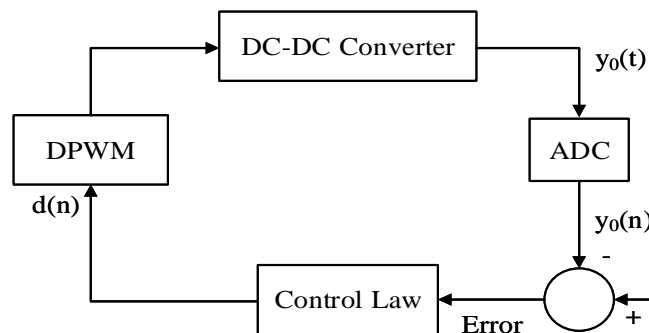 DC-DC Converter
y₀(t)
DPWM
ADC
d(n)
y₀(n)
-
Control Law
Error
+